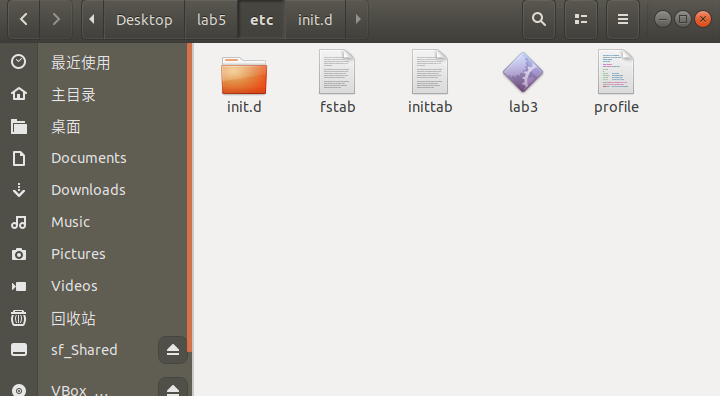 Desktop lab5 etc init.d
最近使用
主目录
桌面
Documents
Downloads
Music
Pictures
Videos
回收站
sf_Shared
VBox_...
init.d fstab inittab lab3 profile